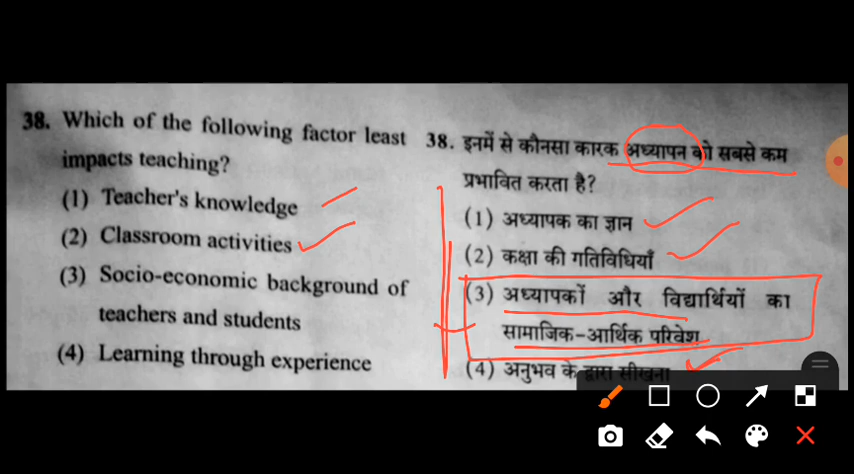 38. Which of the following factor least
impacts teaching?
(1) Teacher's knowledge
(2) Classroom activities
(3) Socio-economic background of
teachers and students
(4) Learning through experience
38. इनमें से कौनसा कारक अध्यापन को सबसे कम
प्रभावित करता है?
(1) अध्यापक का ज्ञान
(2) कक्षा की गतिविधियाँ
(3) अध्यापकों और विद्यार्थियों का
सामाजिक-आर्थिक परिवेश
(4) अनुभव के द्वारा सीखना